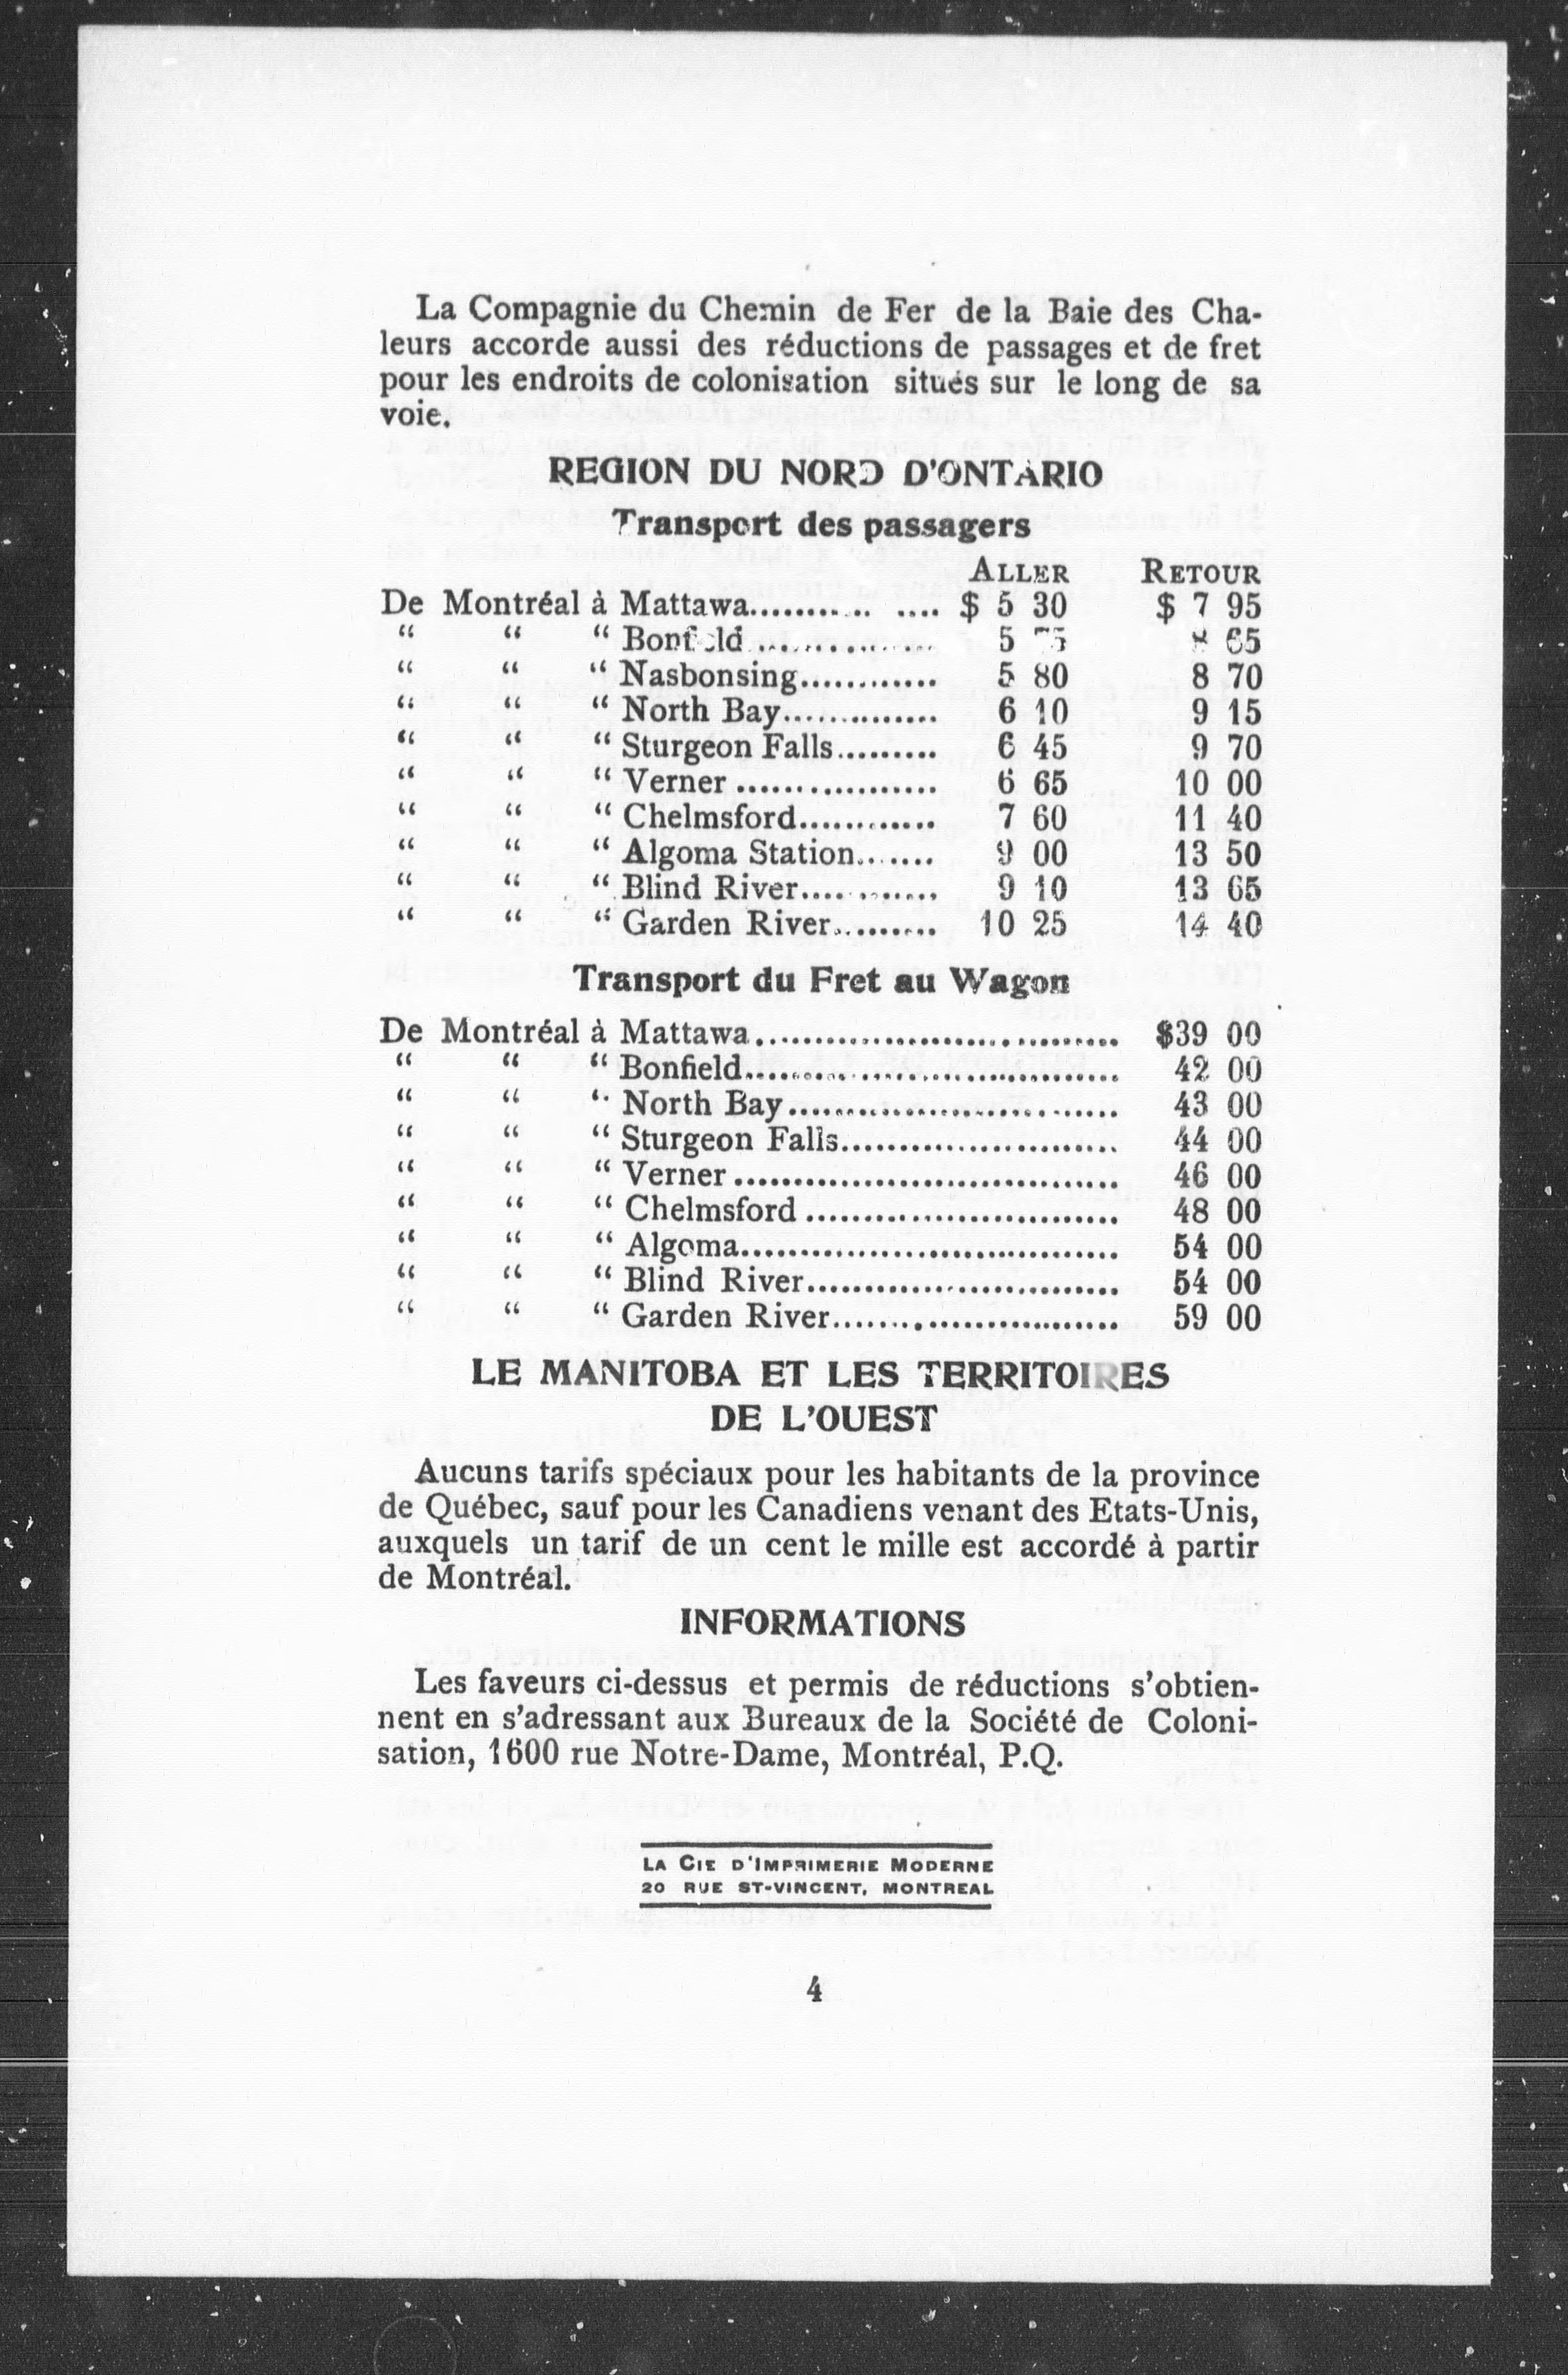 La Compagnie du Chemin de Fer de la Baie des Cha-
leurs accorde aussi des réductions de passages et de fret
pour les endroits de colonisation situés sur le long de sa
voie.
REGION DU NORD D'ONTARIO
Transport des passagers
ALLER RETOUR
De Montréal à Mattawa............ .... $ 5 30 $ 7 95
“ “ “ Bonfield ................ 5 75 8 65
“ “ “ Nasbonsing............ 5 80 8 70
“ “ “ North Bay.............. 6 10 9 15
“ “ “ Sturgeon Falls......... 6 45 9 70
“ “ “ Verner .................. 6 65 10 00
“ “ “ Chelmsford............ 7 60 11 40
“ “ “ Algoma Station....... 9 00 13 50
“ “ “ Blind River............ 9 10 13 65
“ “ “ Garden River......... 10 25 14 40
Transport du Fret au Wagon
De Montréal à Mattawa............................... $39 00
“ “ “ Bonfield................................ 42 00
“ “ “ North Bay............................ 43 00
“ “ “ Sturgeon Falls........................ 44 00
“ “ “ Verner ................................. 46 00
“ “ “ Chelmsford ........................... 48 00
“ “ “ Algoma................................ 54 00
“ “ “ Blind River........................... 54 00
“ “ “ Garden River........................ 59 00
LE MANITOBA ET LES TERRITOIRES
DE L'OUEST
Aucuns tarifs spéciaux pour les habitants de la province
de Québec, sauf pour les Canadiens venant des Etats-Unis,
auxquels un tarif de un cent le mille est accordé à partir
de Montréal.
INFORMATIONS
Les faveurs ci-dessus et permis de réductions s'obtien-
nent en s'adressant aux Bureaux de la Société de Coloni-
sation, 1600 rue Notre-Dame, Montréal, P.Q.
LA CIE D'IMPRIMERIE MODERNE
20 RUE ST-VINCENT, MONTREAL
4